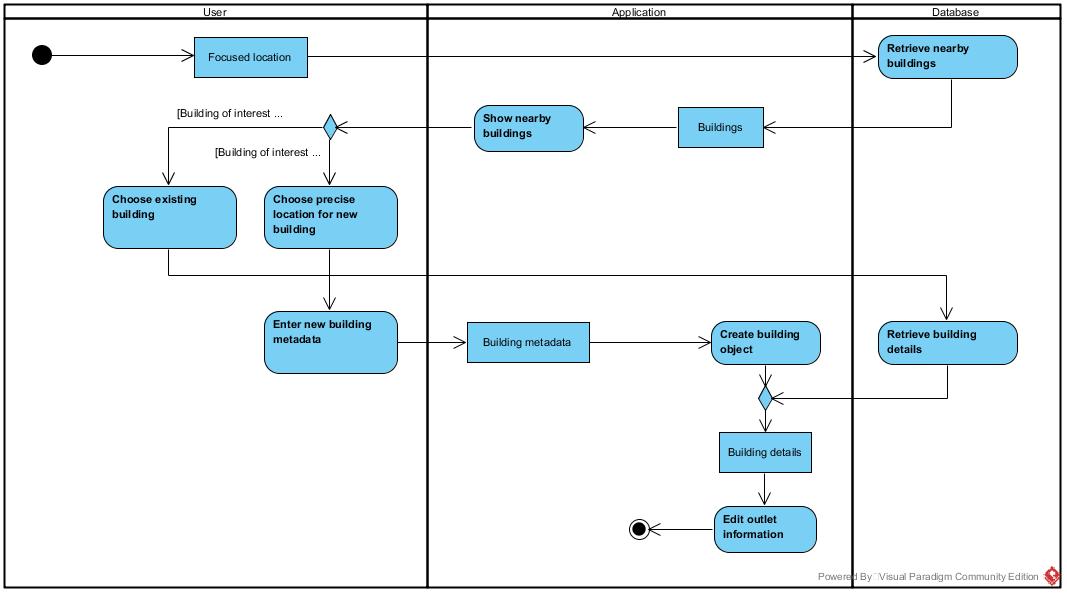 User
Application
Database
Focused location
Retrieve nearby
buildings
[Building of interest ...
Show nearby
buildings
Buildings
[Building of interest ...
Choose existing
building
Choose precise
location for new
building
Enter new building
metadata
Building metadata
Create building
object
Retrieve building
details
Building details
Edit outlet
information
Powered By Visual Paradigm Community Edition